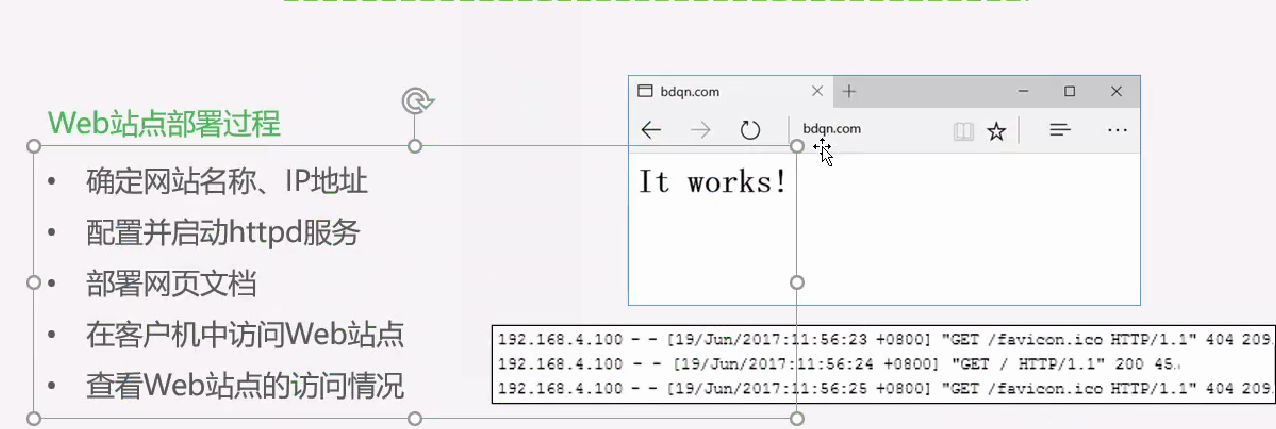 Web站点部署过程
• 确定网站名称、IP地址
• 配置并启动httpd服务
• 部署网页文档
• 在客户机中访问Web站点
• 查看Web站点的访问情况
bdqn.com
bdqn.com
It works!
192.168.4.100 - - [19/Jun/2017:11:56:23 +0800] "GET /favicon.ico HTTP/1.1" 404 209
192.168.4.100 - - [19/Jun/2017:11:56:24 +0800] "GET / HTTP/1.1" 200 45
192.168.4.100 - - [19/Jun/2017:11:56:25 +0800] "GET /favicon.ico HTTP/1.1" 404 209